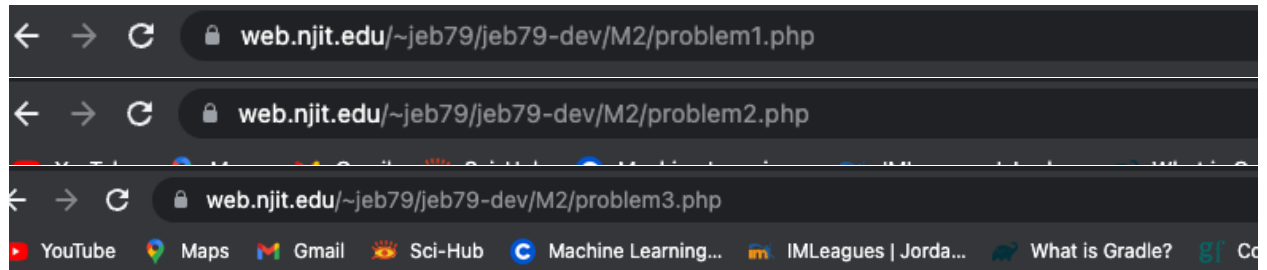 web.njit.edu/~jeb79/jeb79-dev/M2/problem1.php
web.njit.edu/~jeb79/jeb79-dev/M2/problem2.php
web.njit.edu/~jeb79/jeb79-dev/M2/problem3.php
YouTube Maps Gmail Sci-Hub Machine Learning... IMLeagues | Jorda... What is Gradle?